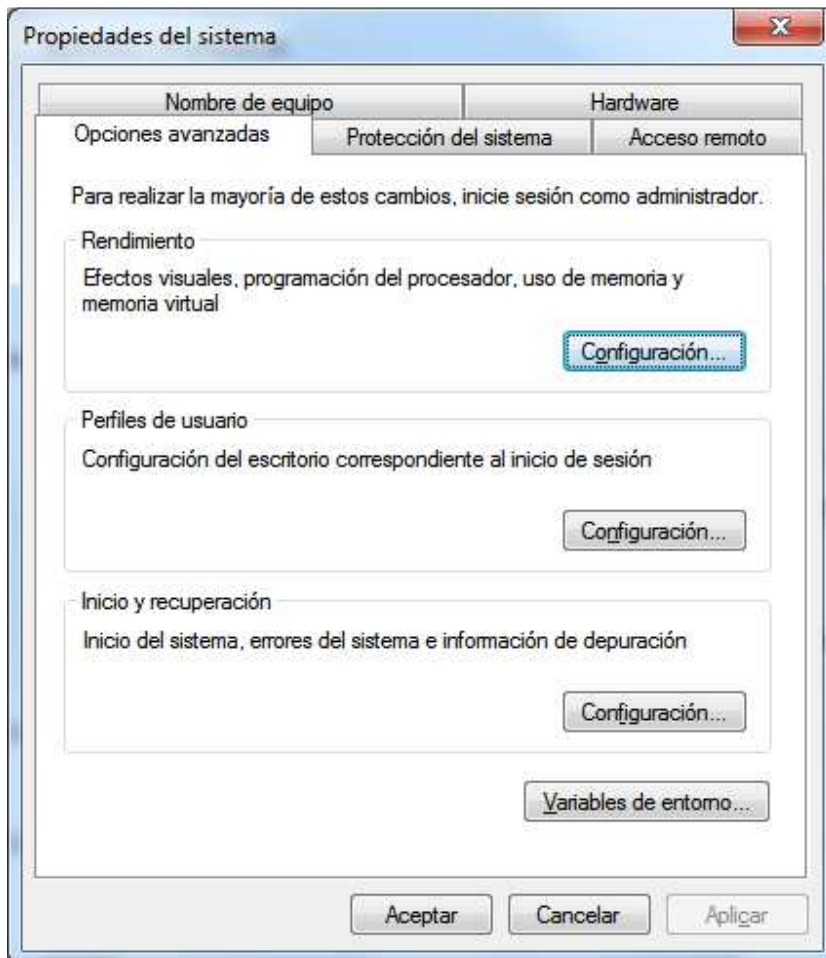 Propiedades del sistema
Nombre de equipo
Hardware
Opciones avanzadas
Protección del sistema
Acceso remoto
Para realizar la mayoría de estos cambios, inicie sesión como administrador.
Rendimiento
Efectos visuales, programación del procesador, uso de memoria y
memoria virtual
Configuración...
Perfiles de usuario
Configuración del escritorio correspondiente al inicio de sesión
Configuración...
Inicio y recuperación
Inicio del sistema, errores del sistema e información de depuración
Configuración...
Variables de entorno...
Aceptar
Cancelar
Aplicar